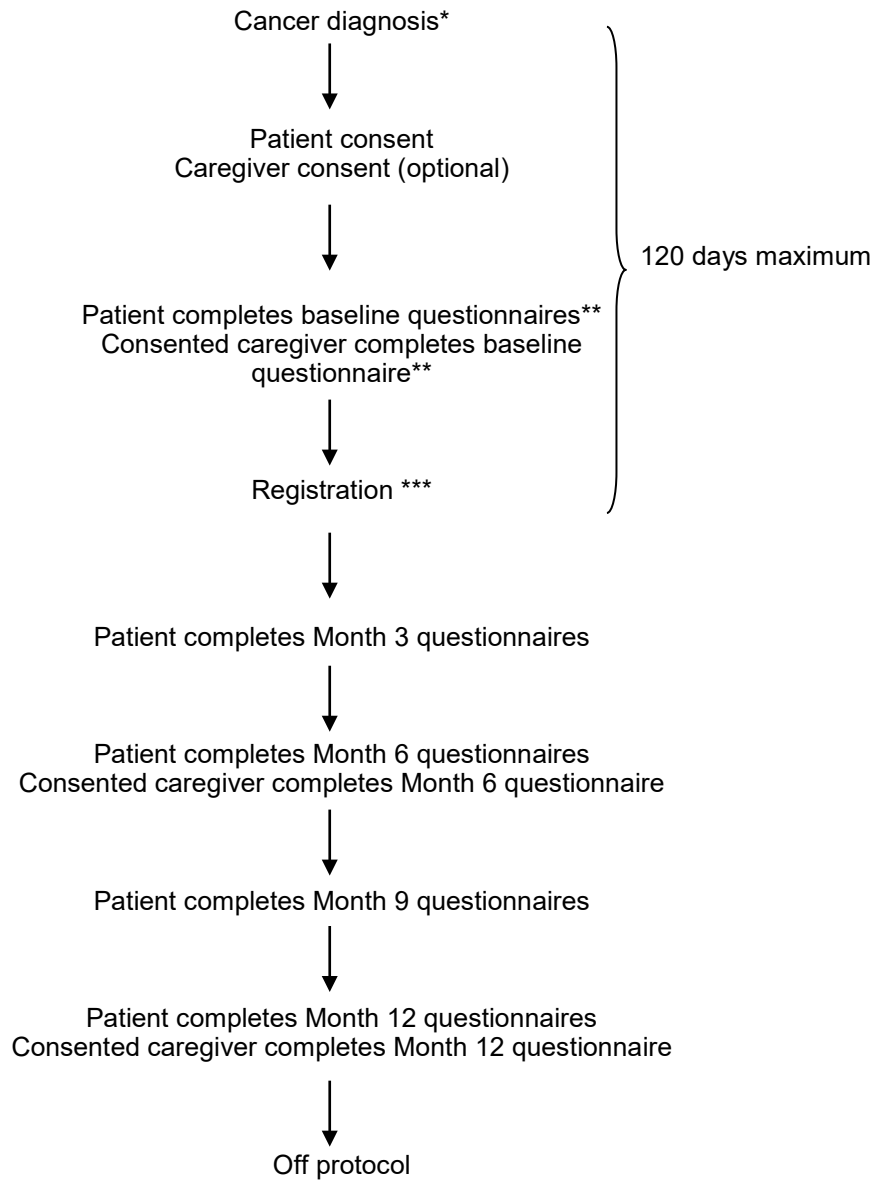 Cancer diagnosis*
Patient consent
Caregiver consent (optional)
120 days maximum
Patient completes baseline questionnaires**
Consented caregiver completes baseline
questionnaire**
Registration ***
Patient completes Month 3 questionnaires
Patient completes Month 6 questionnaires
Consented caregiver completes Month 6 questionnaire
Patient completes Month 9 questionnaires
Patient completes Month 12 questionnaires
Consented caregiver completes Month 12 questionnaire
Off protocol